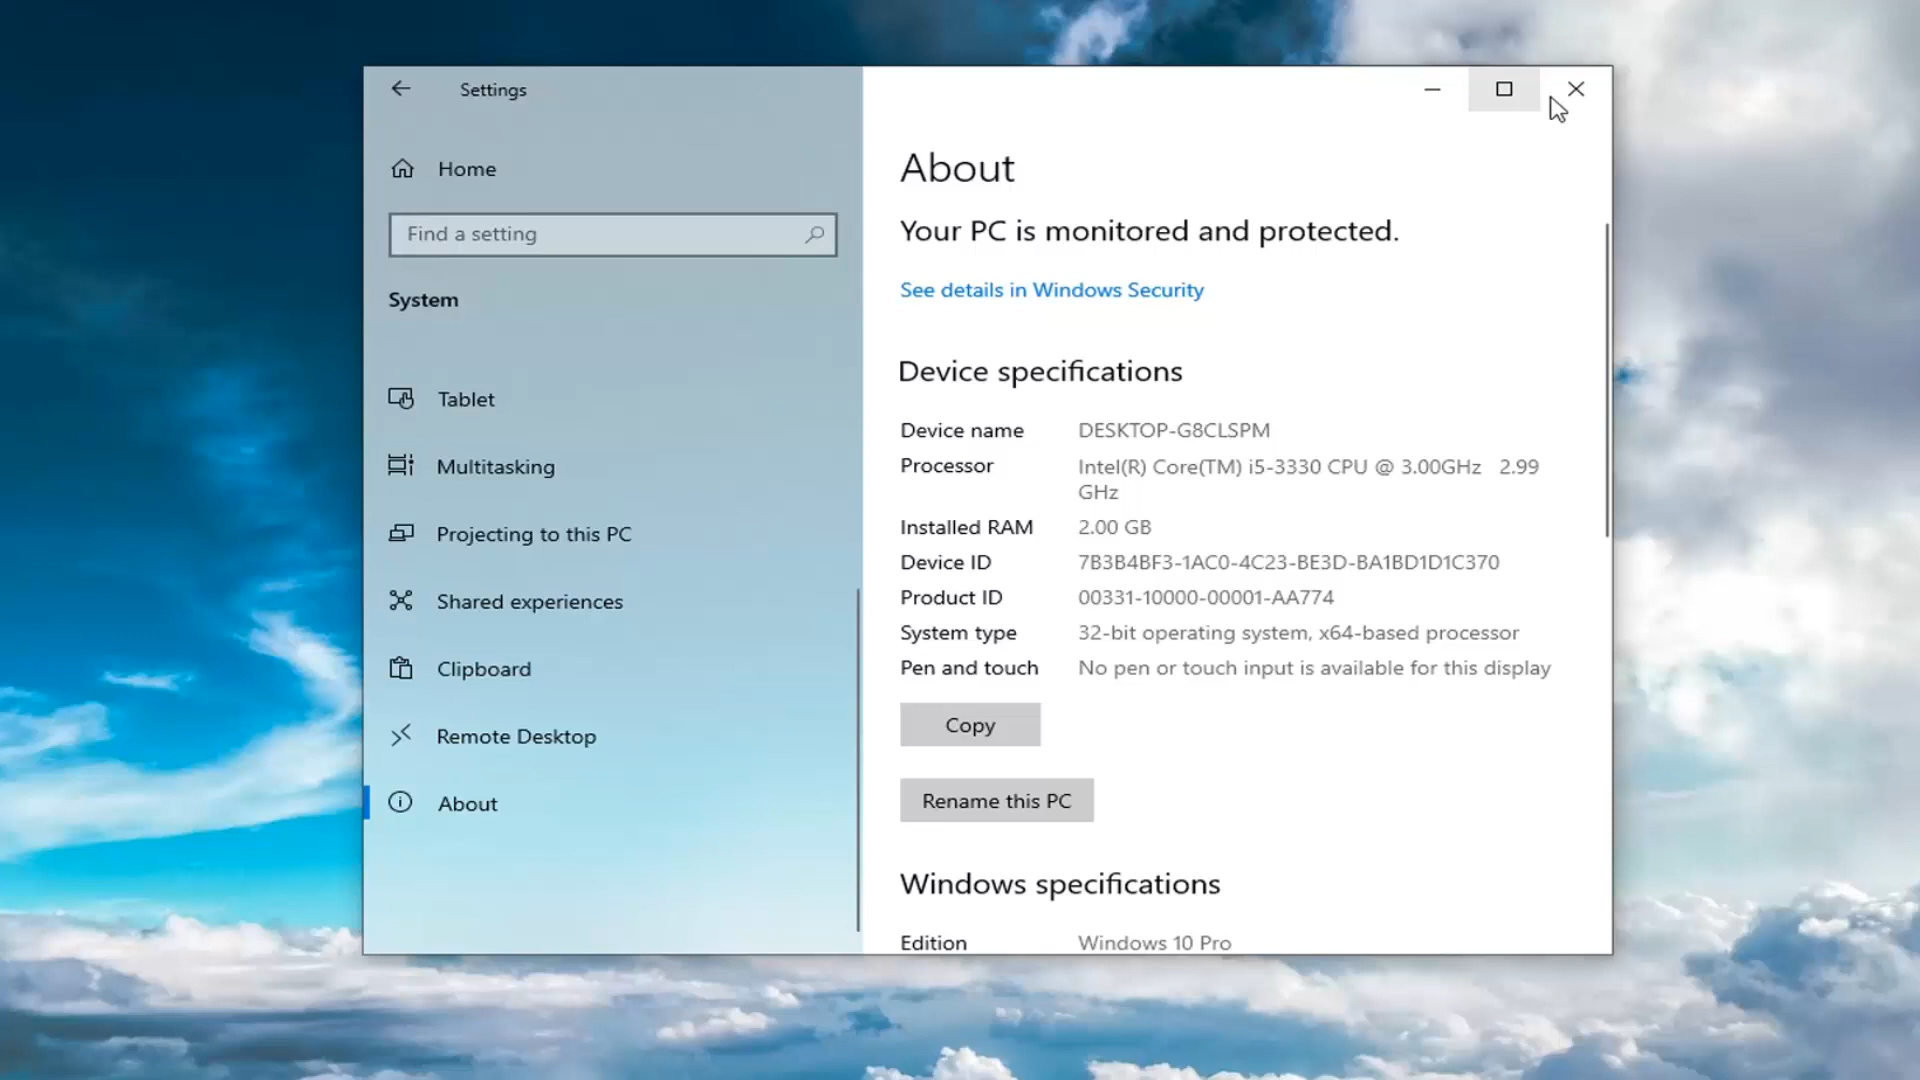 Settings
Home
Find a setting
System
Tablet
Multitasking
Projecting to this PC
Shared experiences
Clipboard
Remote Desktop
About
About
Your PC is monitored and protected.
See details in Windows Security
Device specifications
Device name DESKTOP-G8CLSPM
Processor Intel(R) Core(TM) i5-3330 CPU @ 3.00GHz 2.99
GHz
Installed RAM 2.00 GB
Device ID 7B3B4BF3-1AC0-4C23-BE3D-BA1BD1D1C370
Product ID 00331-10000-00001-AA774
System type 32-bit operating system, x64-based processor
Pen and touch No pen or touch input is available for this display
Copy
Rename this PC
Windows specifications
Edition Windows 10 Pro